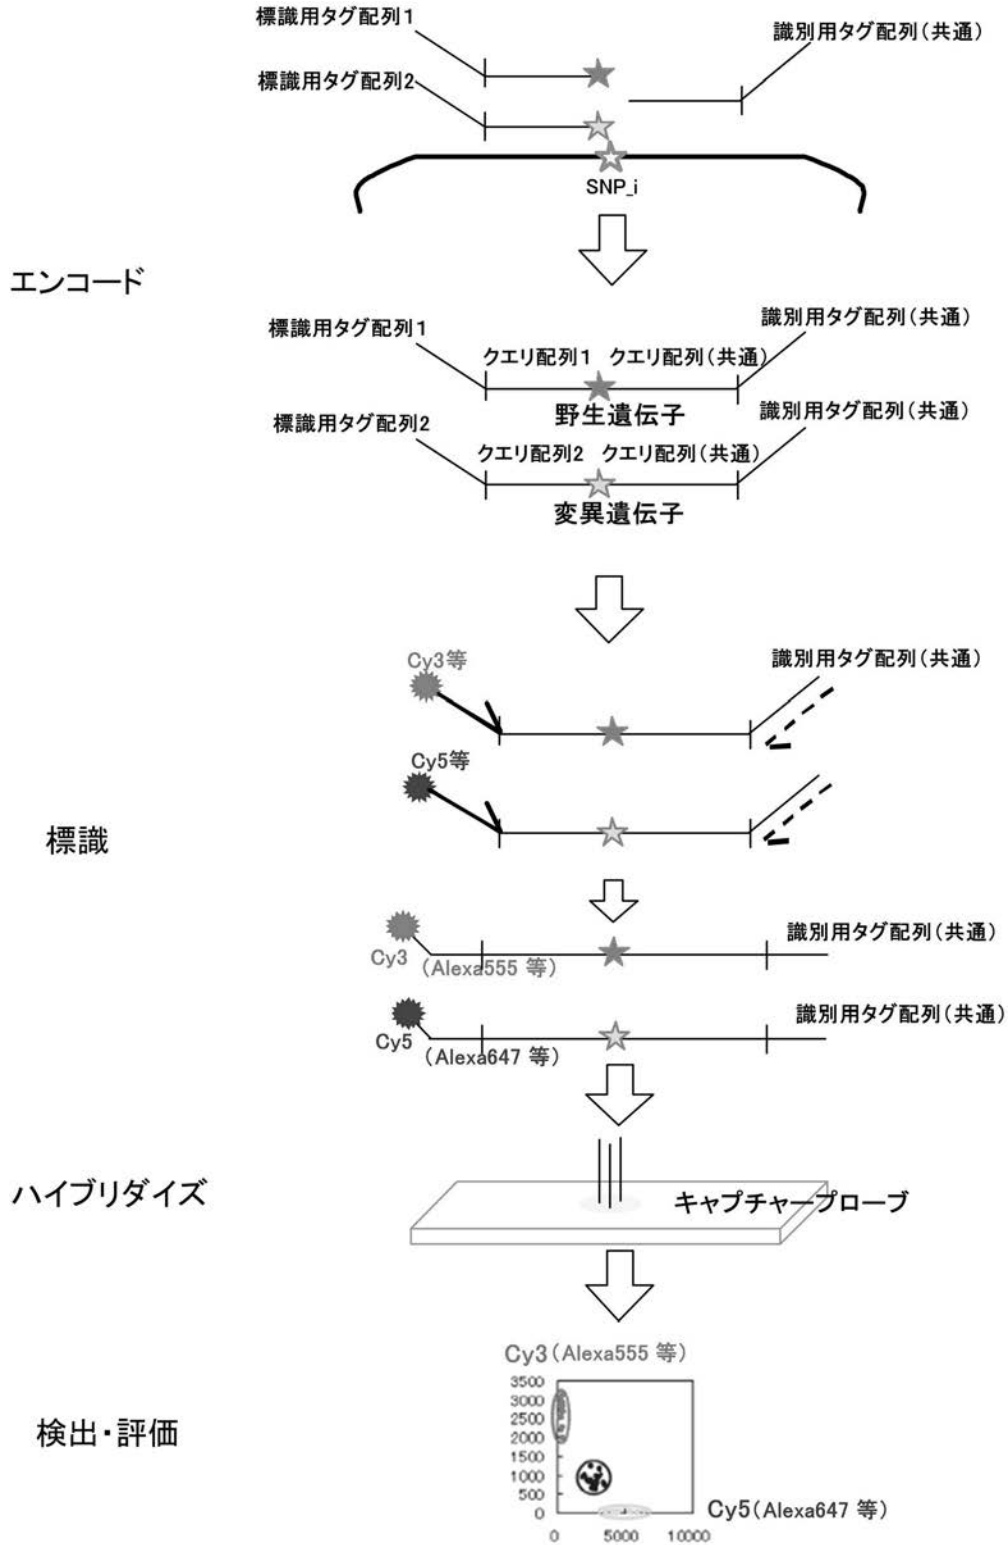 標識用タグ配列1
識別用タグ配列(共通)
標識用タグ配列2
SNP_i
エンコード
標識用タグ配列1
識別用タグ配列(共通)
クエリ配列1 クエリ配列(共通)
野生遺伝子
標識用タグ配列2
識別用タグ配列(共通)
クエリ配列2 クエリ配列(共通)
変異遺伝子
Cy3等
識別用タグ配列(共通)
Cy5等
標識
識別用タグ配列(共通)
Cy3 (Alexa555 等)
識別用タグ配列(共通)
Cy5 (Alexa647 等)
ハイブリダイズ
キャプチャープローブ
Cy3(Alexa555 等)
3500
3000
2500
2000
1500
1000
500
0
検出・評価
Cy5(Alexa647 等)
0 5000 10000